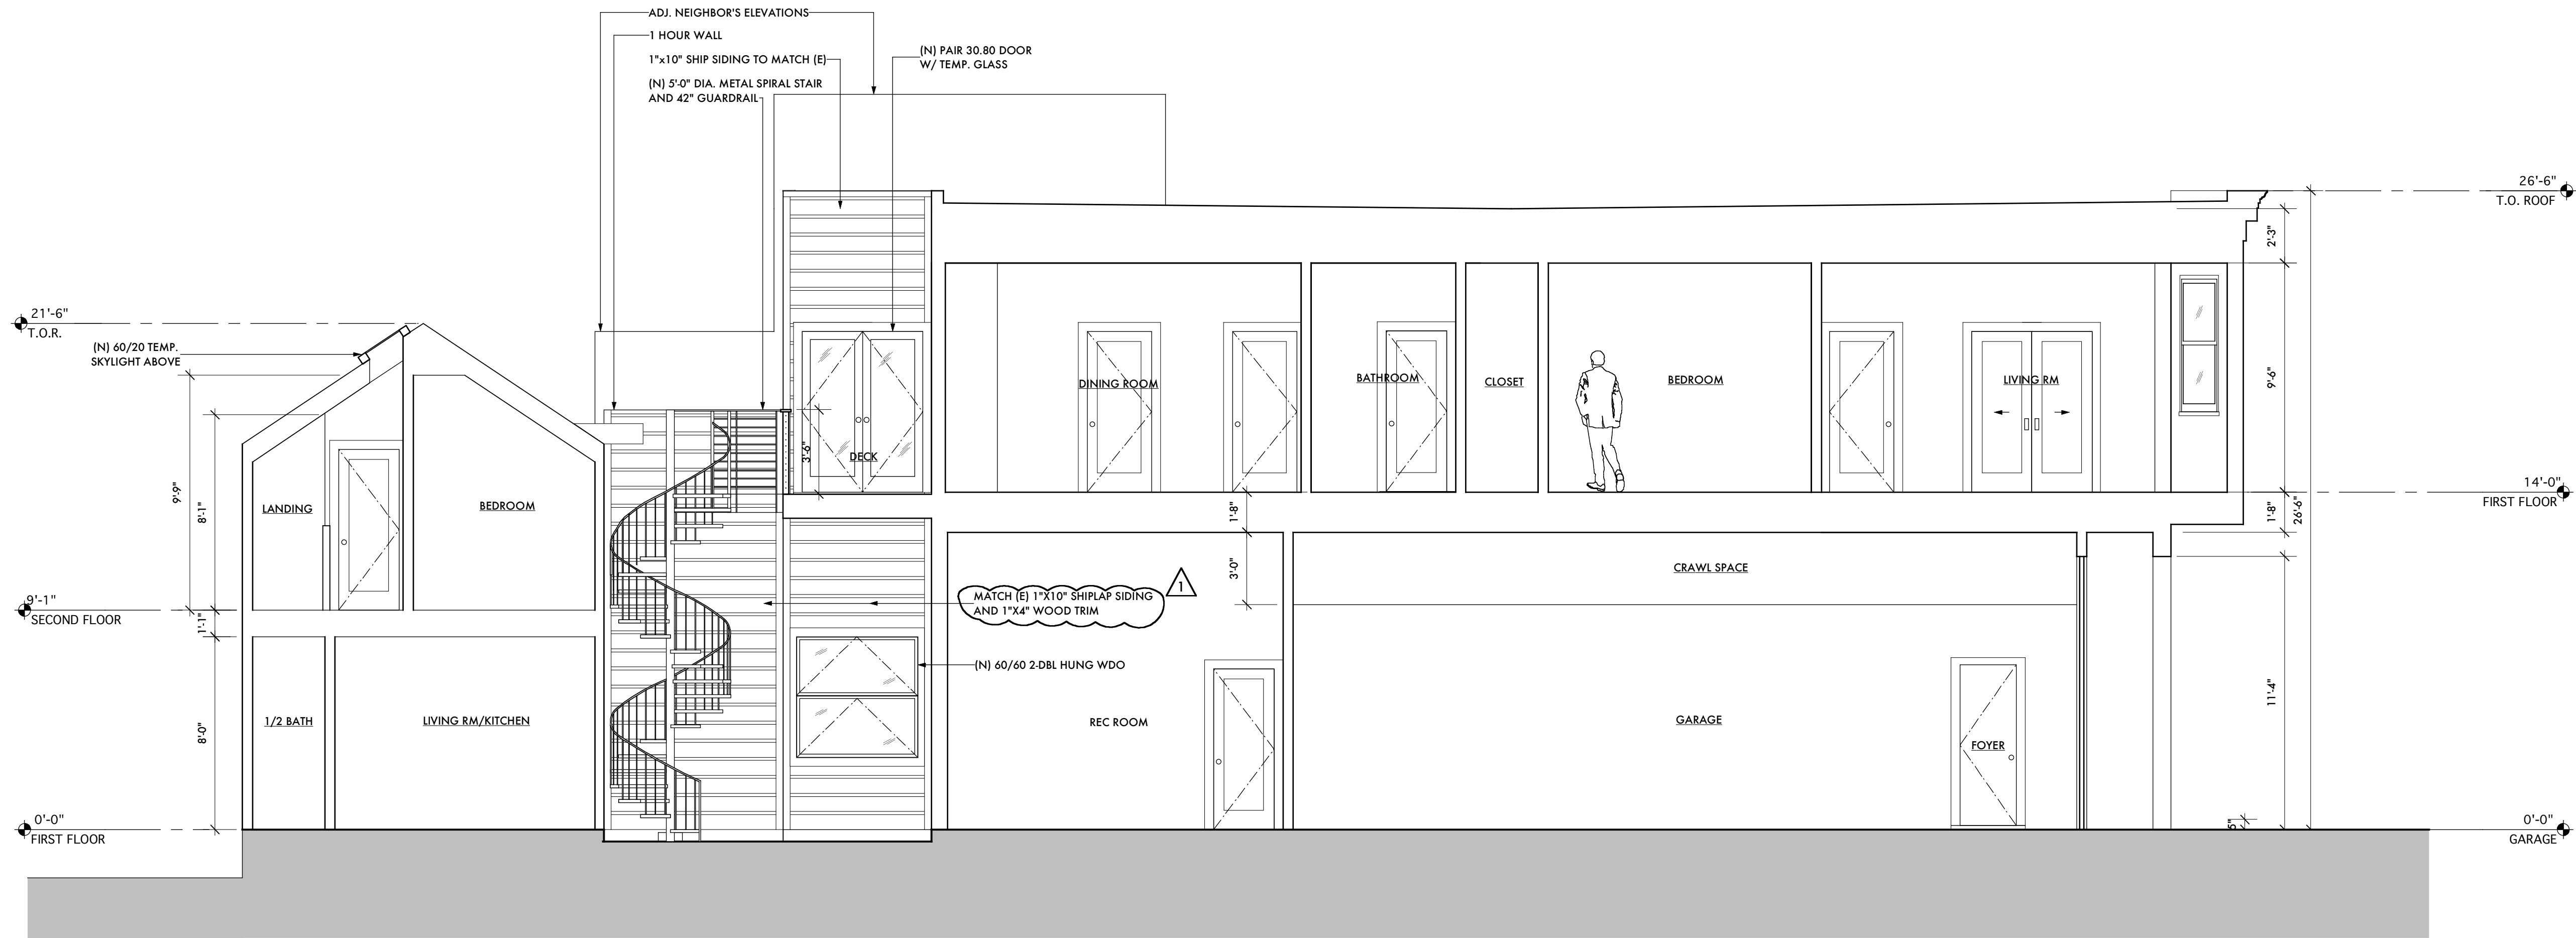 ADJ. NEIGHBOR'S ELEVATIONS
1 HOUR WALL
1"x10" SHIP SIDING TO MATCH (E)
(N) 5'-0" DIA. METAL SPIRAL STAIR
AND 42" GUARDRAIL
(N) PAIR 30.80 DOOR
W/ TEMP. GLASS
26'-6"
T.O. ROOF
2'-3"
21'-6"
T.O.R.
(N) 60/20 TEMP.
SKYLIGHT ABOVE
DINING ROOM
BATHROOM
CLOSET
BEDROOM
LIVING RM
9'-6"
3'-6"
DECK
9'-9"
8'-1"
LANDING
BEDROOM
14'-0"
FIRST FLOOR
1'-8"
1'-8"
26'-6"
3'-0"
CRAWL SPACE
9'-1"
SECOND FLOOR
1'-1"
MATCH (E) 1"X10" SHIPLAP SIDING
AND 1"X4" WOOD TRIM
1
(N) 60/60 2-DBL HUNG WDO
11'-4"
8'-0"
1/2 BATH
LIVING RM/KITCHEN
REC ROOM
GARAGE
FOYER
0'-0"
FIRST FLOOR
5"
0'-0"
GARAGE